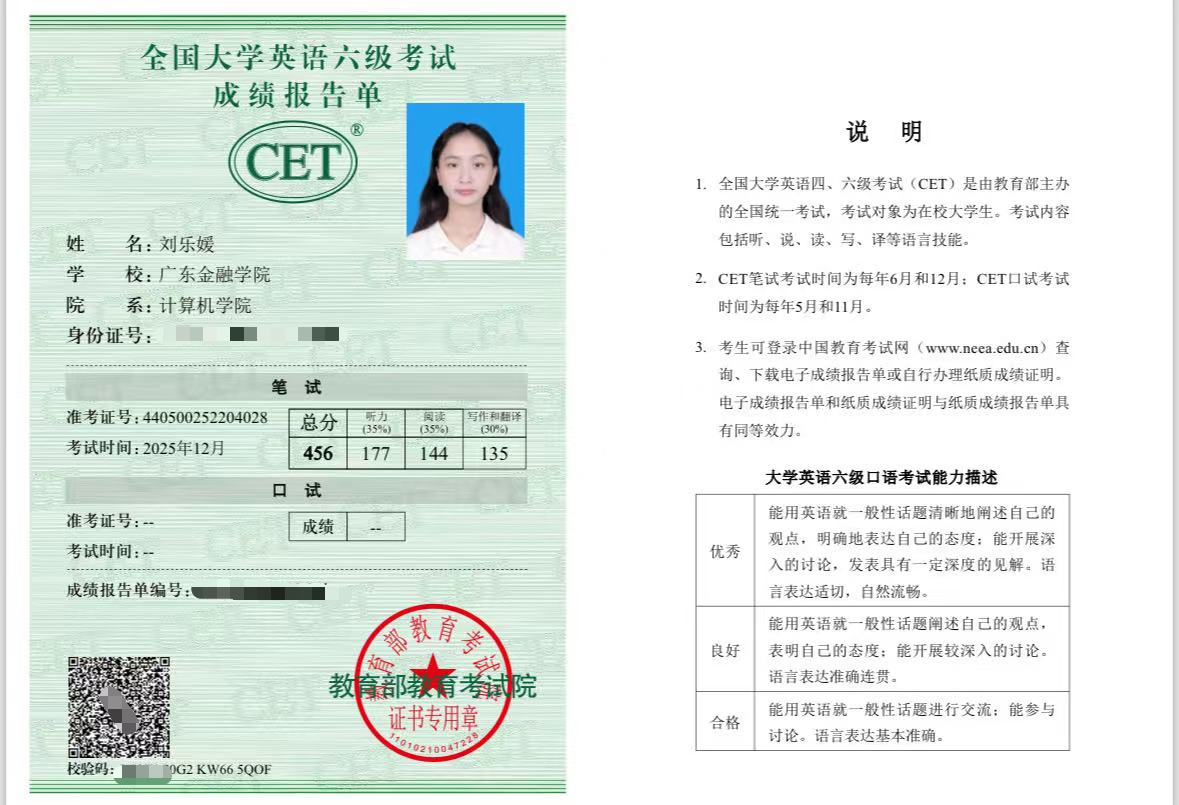 全国大学英语六级考试
成绩报告单
CET®
姓 名：刘乐媛
学 校：广东金融学院
院 系：计算机学院
身份证号：
笔 试
准考证号：440500252204028
考试时间：2025年12月
总分 听力(35%) 阅读(35%) 写作和翻译(30%)
456 177 144 135
口 试
准考证号：--
考试时间：--
成绩 --
成绩报告单编号：
教育部教育考试院
教育部教育考试院
证书专用章
11010210047228
校验码： 0G2 KW66 5QOF
说 明
1. 全国大学英语四、六级考试（CET）是由教育部主办
的全国统一考试，考试对象为在校大学生。考试内容
包括听、说、读、写、译等语言技能。
2. CET笔试考试时间为每年6月和12月；CET口试考试
时间为每年5月和11月。
3. 考生可登录中国教育考试网（www.neea.edu.cn）查
询、下载电子成绩报告单或自行办理纸质成绩证明。
电子成绩报告单和纸质成绩证明与纸质成绩报告单具
有同等效力。
大学英语六级口语考试能力描述
优秀
能用英语就一般性话题清晰地阐述自己的
观点，明确地表达自己的态度；能开展深
入的讨论，发表具有一定深度的见解。语
言表达适切，自然流畅。
良好
能用英语就一般性话题阐述自己的观点，
表明自己的态度；能开展较深入的讨论。
语言表达准确连贯。
合格
能用英语就一般性话题进行交流；能参与
讨论。语言表达基本准确。